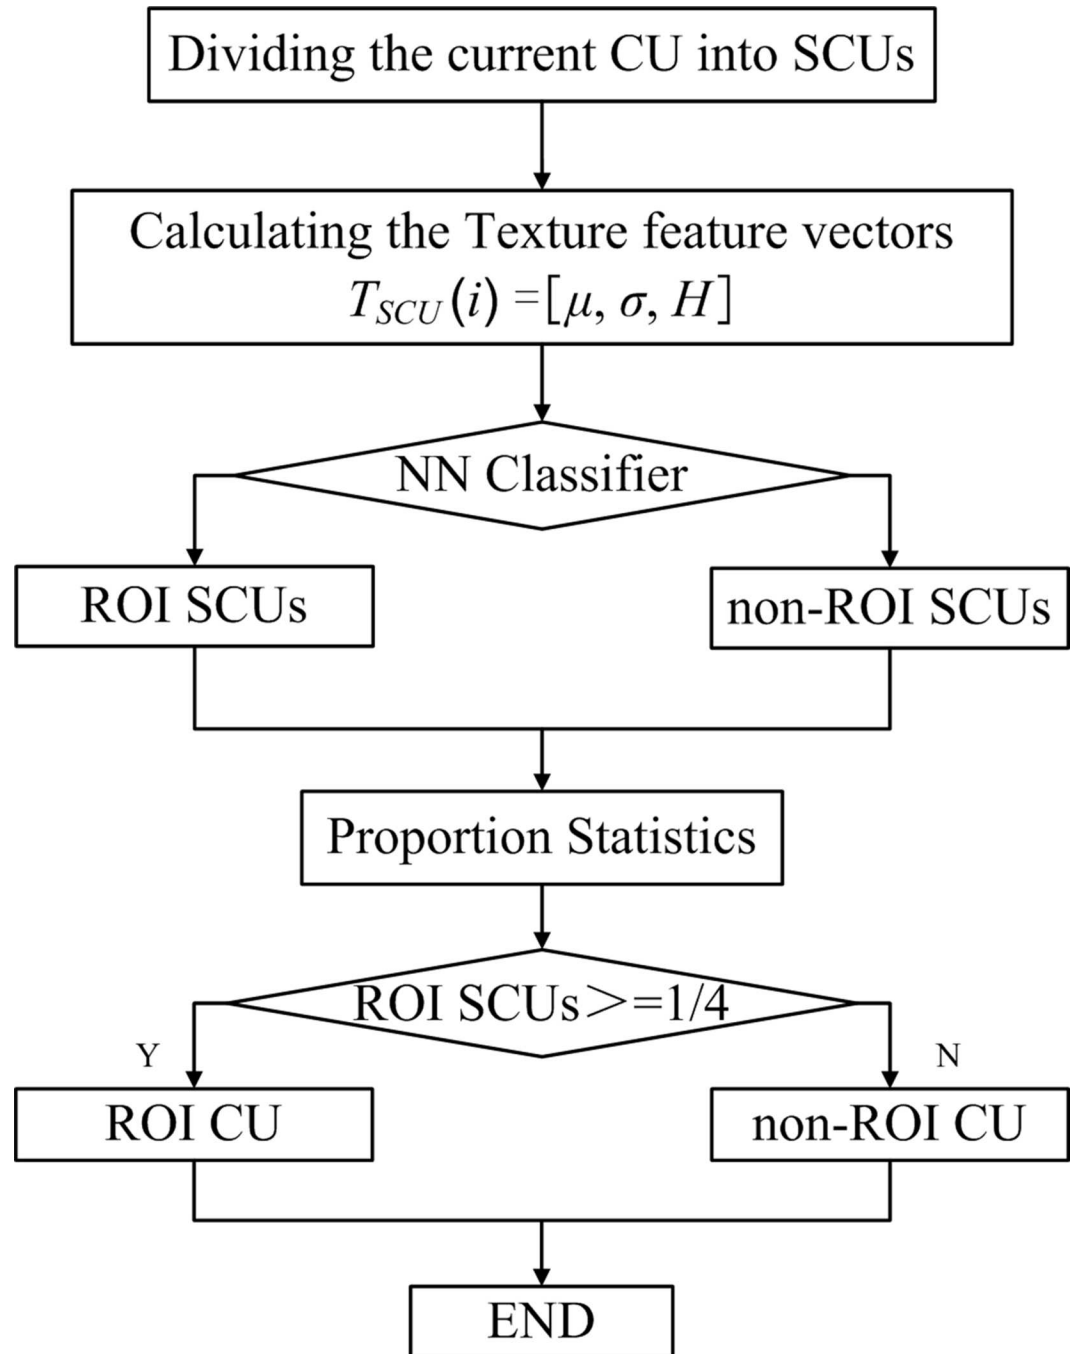 Dividing the current CU into SCUs
Calculating the Texture feature vectors
T_SCU(i) =[μ, σ, H]
NN Classifier
ROI SCUs
non-ROI SCUs
Proportion Statistics
ROI SCUs＞=1/4
Y
N
ROI CU
non-ROI CU
END